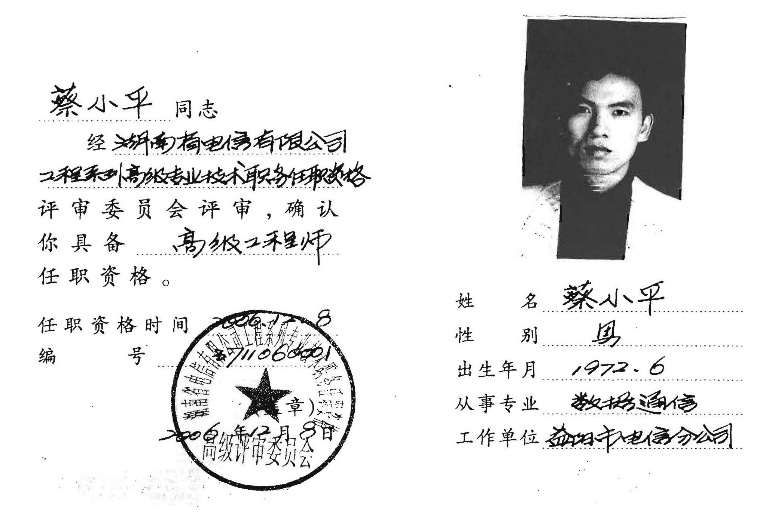 蔡小平 同志
经 湖南省电信有限公司
工程系列高级专业技术职务任职资格
评审委员会评审，确认
你具备 高级工程师
任职资格。
任职资格时间 2006.12.8
编 号
(盖章)
2006年12月8日
高级评审委员会
姓 名 蔡小平
性 别 男
出生年月 1972.6
从事专业 数据通信
工作单位 益阳市电信分公司